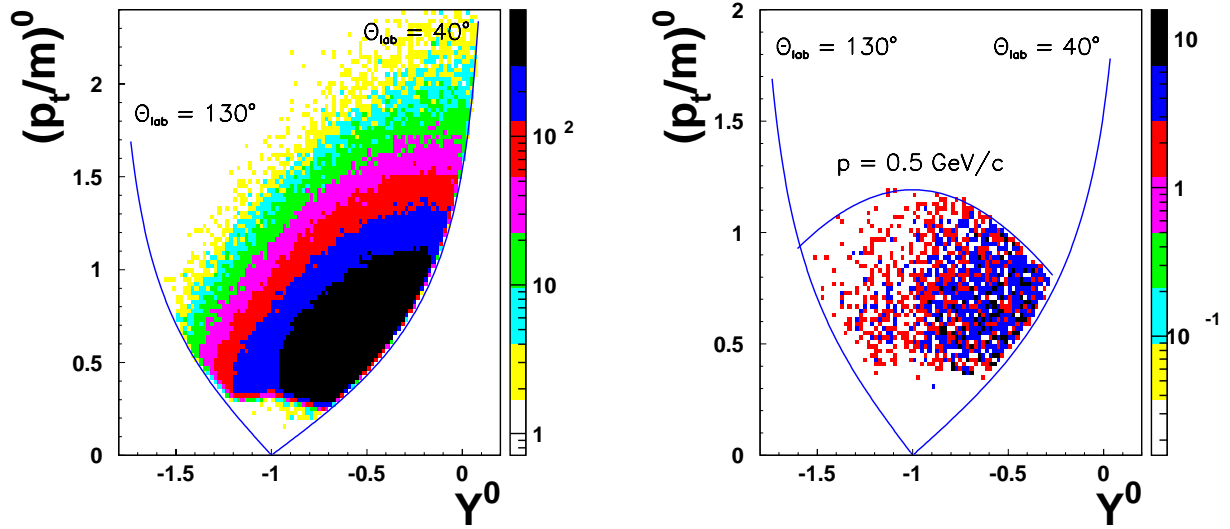 (pt/m)⁰
Θlab = 40°
Θlab = 130°
2
1.5
1
0.5
0
-1.5
-1
-0.5
0
Y⁰
10 ²
10
1
(pt/m)⁰
Θlab = 130°
Θlab = 40°
p = 0.5 GeV/c
2
1.5
1
0.5
0
-1.5
-1
-0.5
0
Y⁰
10
1
10 -1